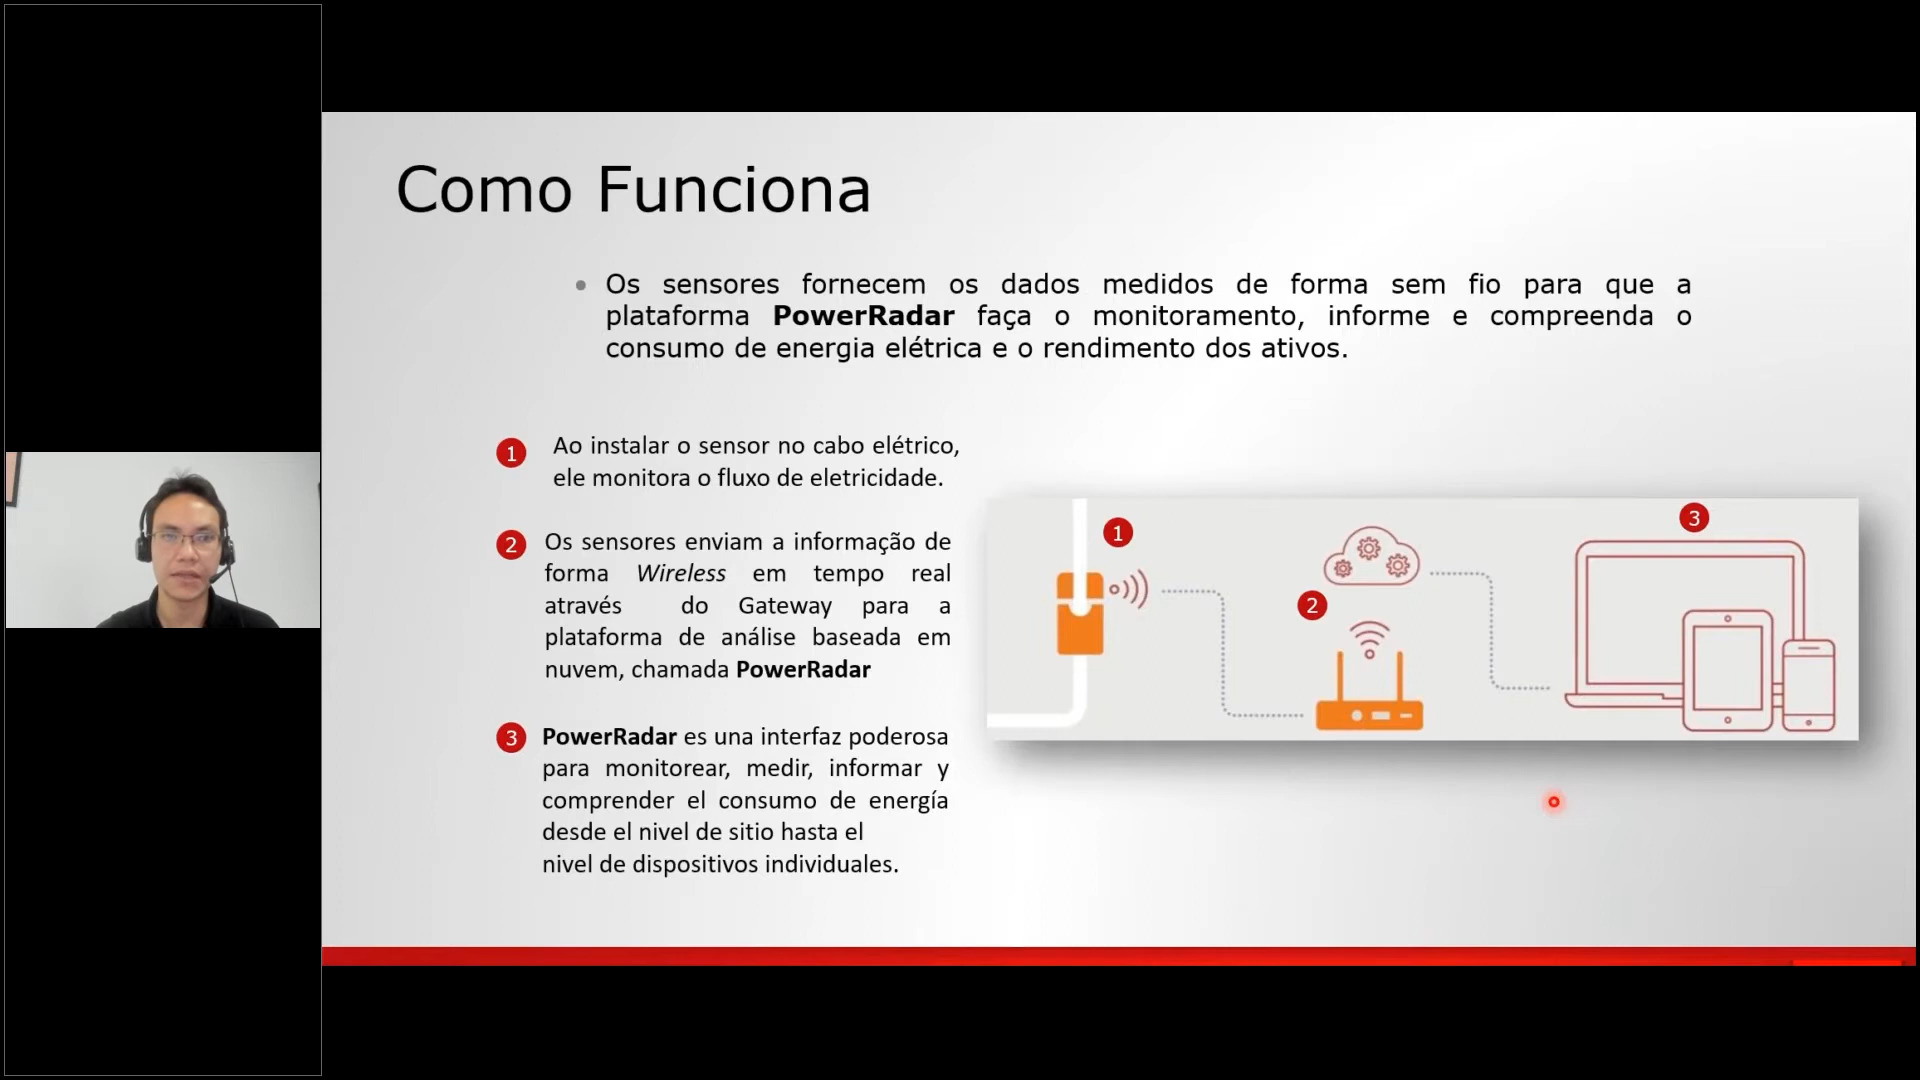 Como Funciona
• Os sensores fornecem os dados medidos de forma sem fio para que a
plataforma PowerRadar faça o monitoramento, informe e compreenda o
consumo de energia elétrica e o rendimento dos ativos.
1 Ao instalar o sensor no cabo elétrico,
ele monitora o fluxo de eletricidade.
2 Os sensores enviam a informação de
forma Wireless em tempo real
através do Gateway para a
plataforma de análise baseada em
nuvem, chamada PowerRadar
3 PowerRadar es una interfaz poderosa
para monitorear, medir, informar y
comprender el consumo de energía
desde el nivel de sitio hasta el
nivel de dispositivos individuales.
1
2
3